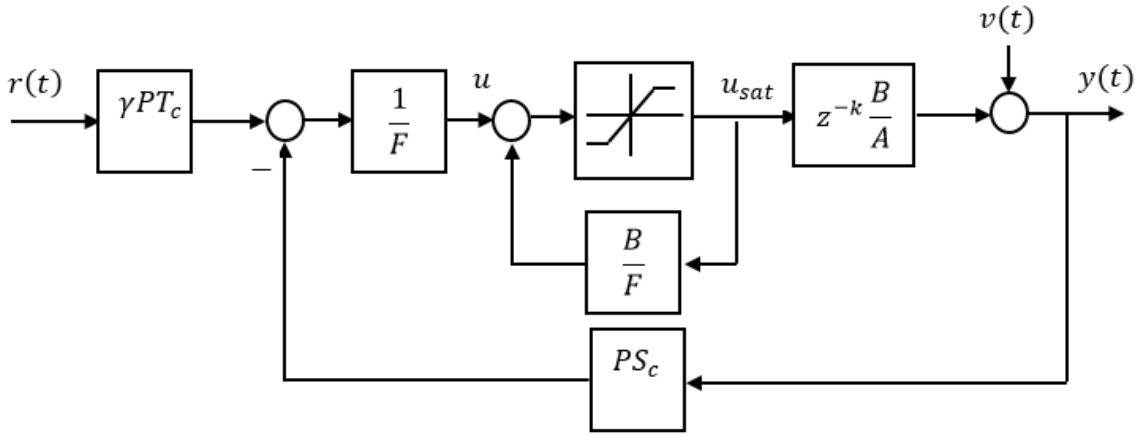 v(t)
r(t)
γPT_c
1
F
u
u_sat
z^{-k} B
A
y(t)
−
B
F
PS_c